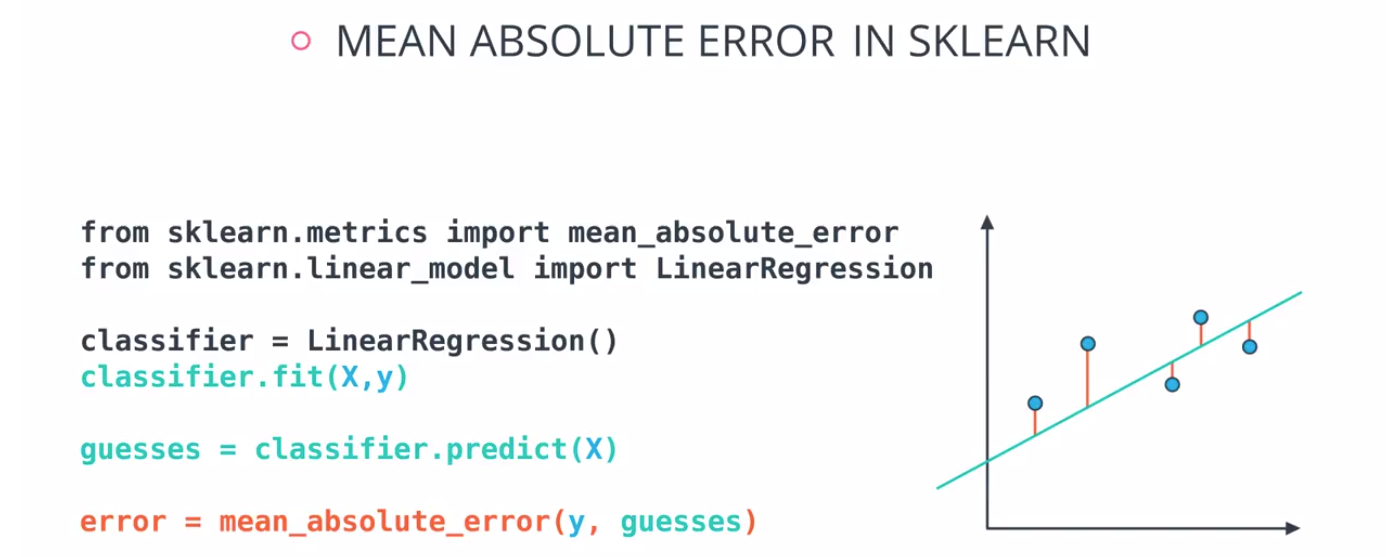 MEAN ABSOLUTE ERROR IN SKLEARN
from sklearn.metrics import mean_absolute_error
from sklearn.linear_model import LinearRegression
classifier = LinearRegression()
classifier.fit(X,y)
guesses = classifier.predict(X)
error = mean_absolute_error(y, guesses)